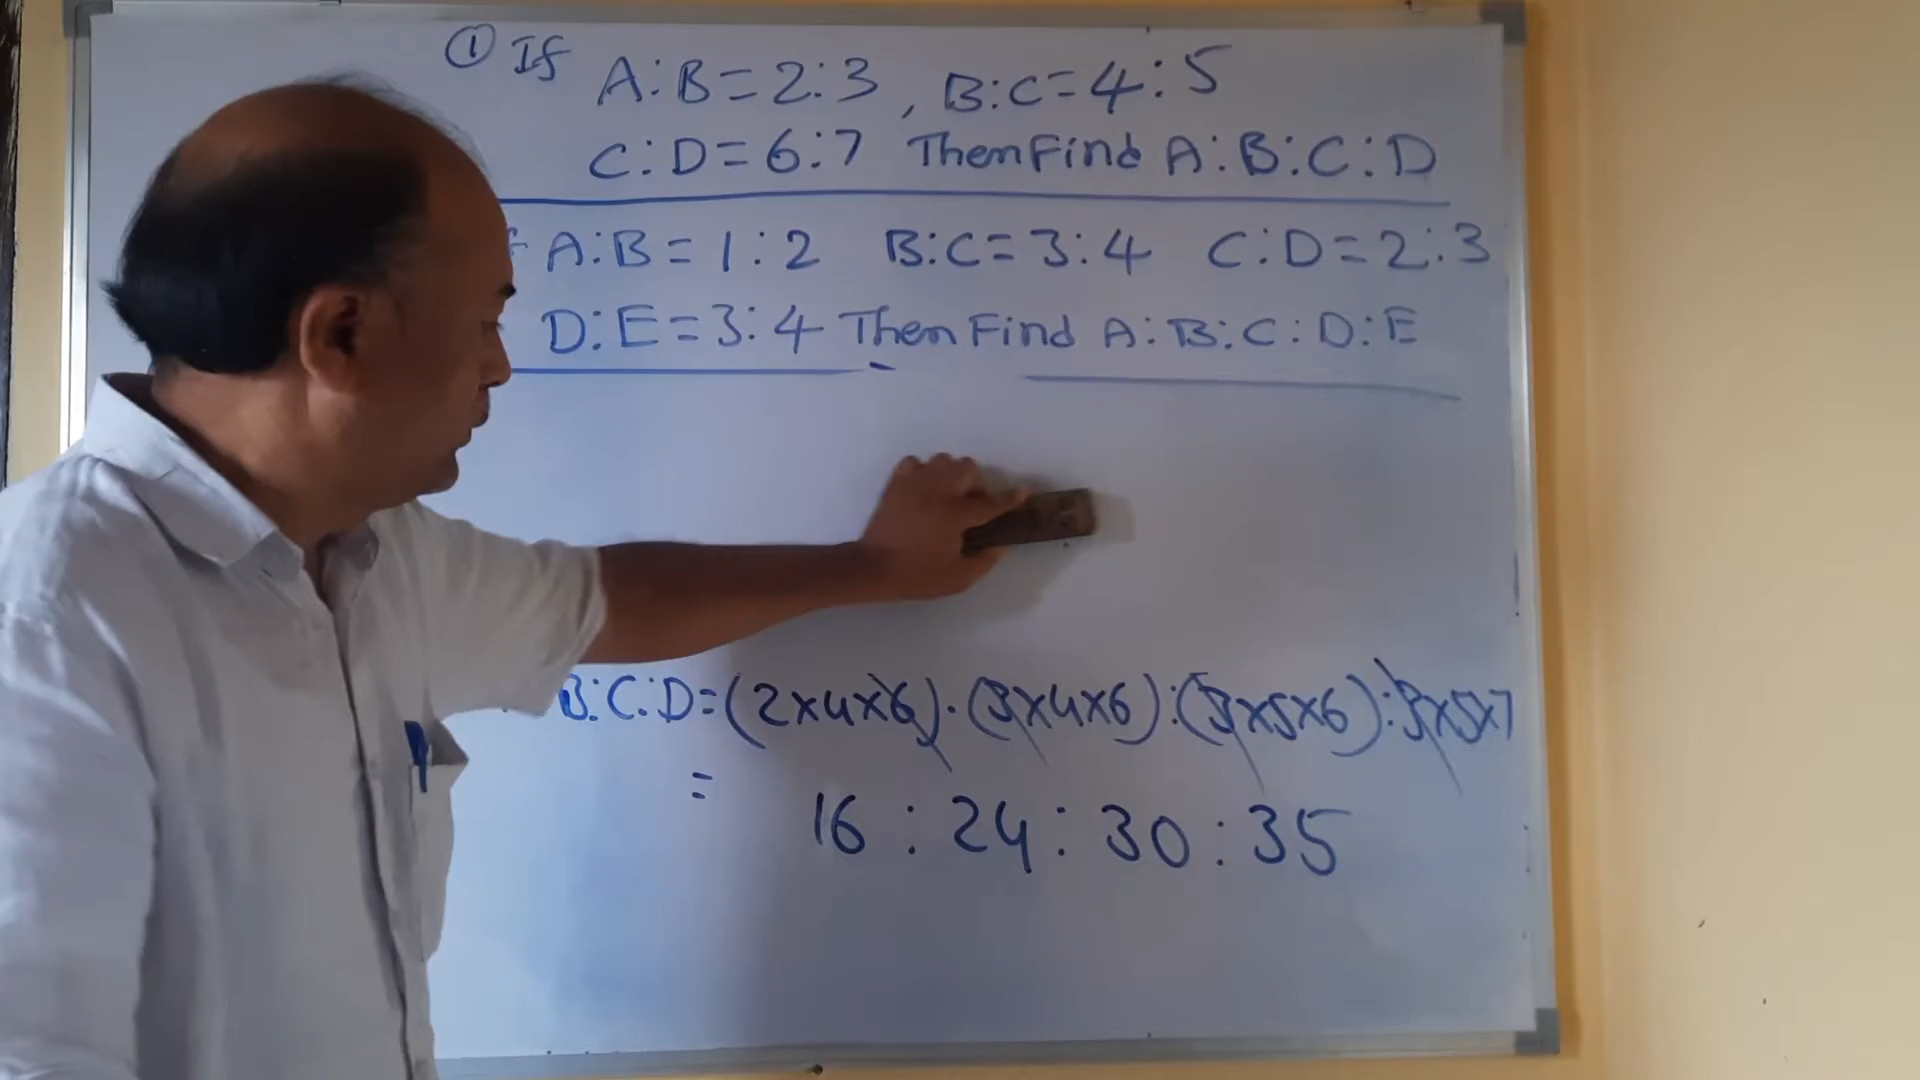 ① If A:B=2:3, B:C=4:5
C:D=6:7 Then Find A:B:C:D
A:B=1:2 B:C=3:4 C:D=2:3
D:E=3:4 Then Find A:B:C:D:E
B:C:D=(2x4x6).(3x4x6):(3x5x6):3x5x7
= 16:24:30:35